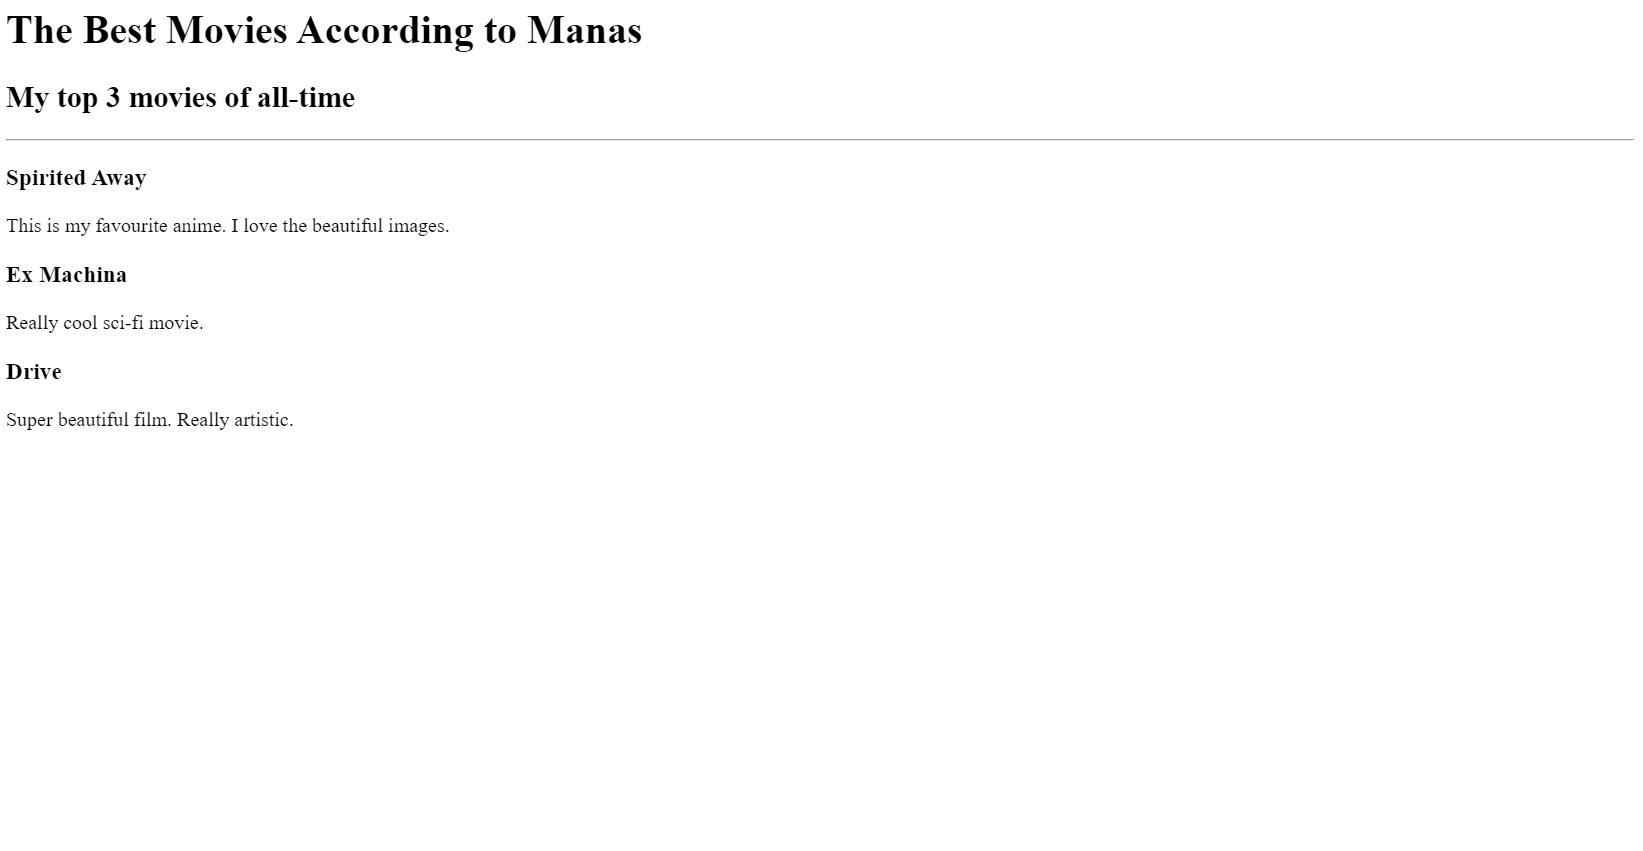 The Best Movies According to Manas
My top 3 movies of all-time
Spirited Away
This is my favourite anime. I love the beautiful images.
Ex Machina
Really cool sci-fi movie.
Drive
Super beautiful film. Really artistic.